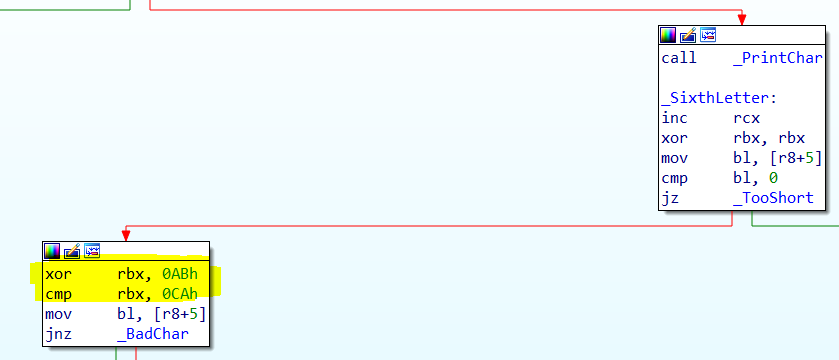 call _PrintChar
_SixthLetter:
inc rcx
xor rbx, rbx
mov bl, [r8+5]
cmp bl, 0
jz _TooShort
xor rbx, 0ABh
cmp rbx, 0CAh
mov bl, [r8+5]
jnz _BadChar